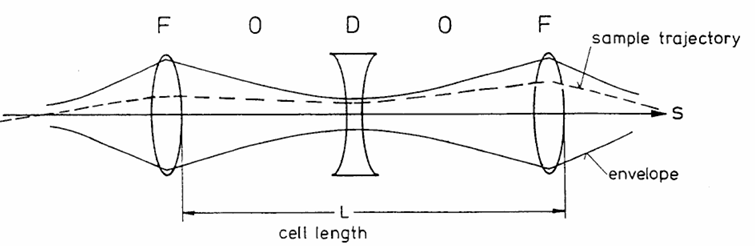 F O D O F
sample trajectory
S
envelope
L
cell length